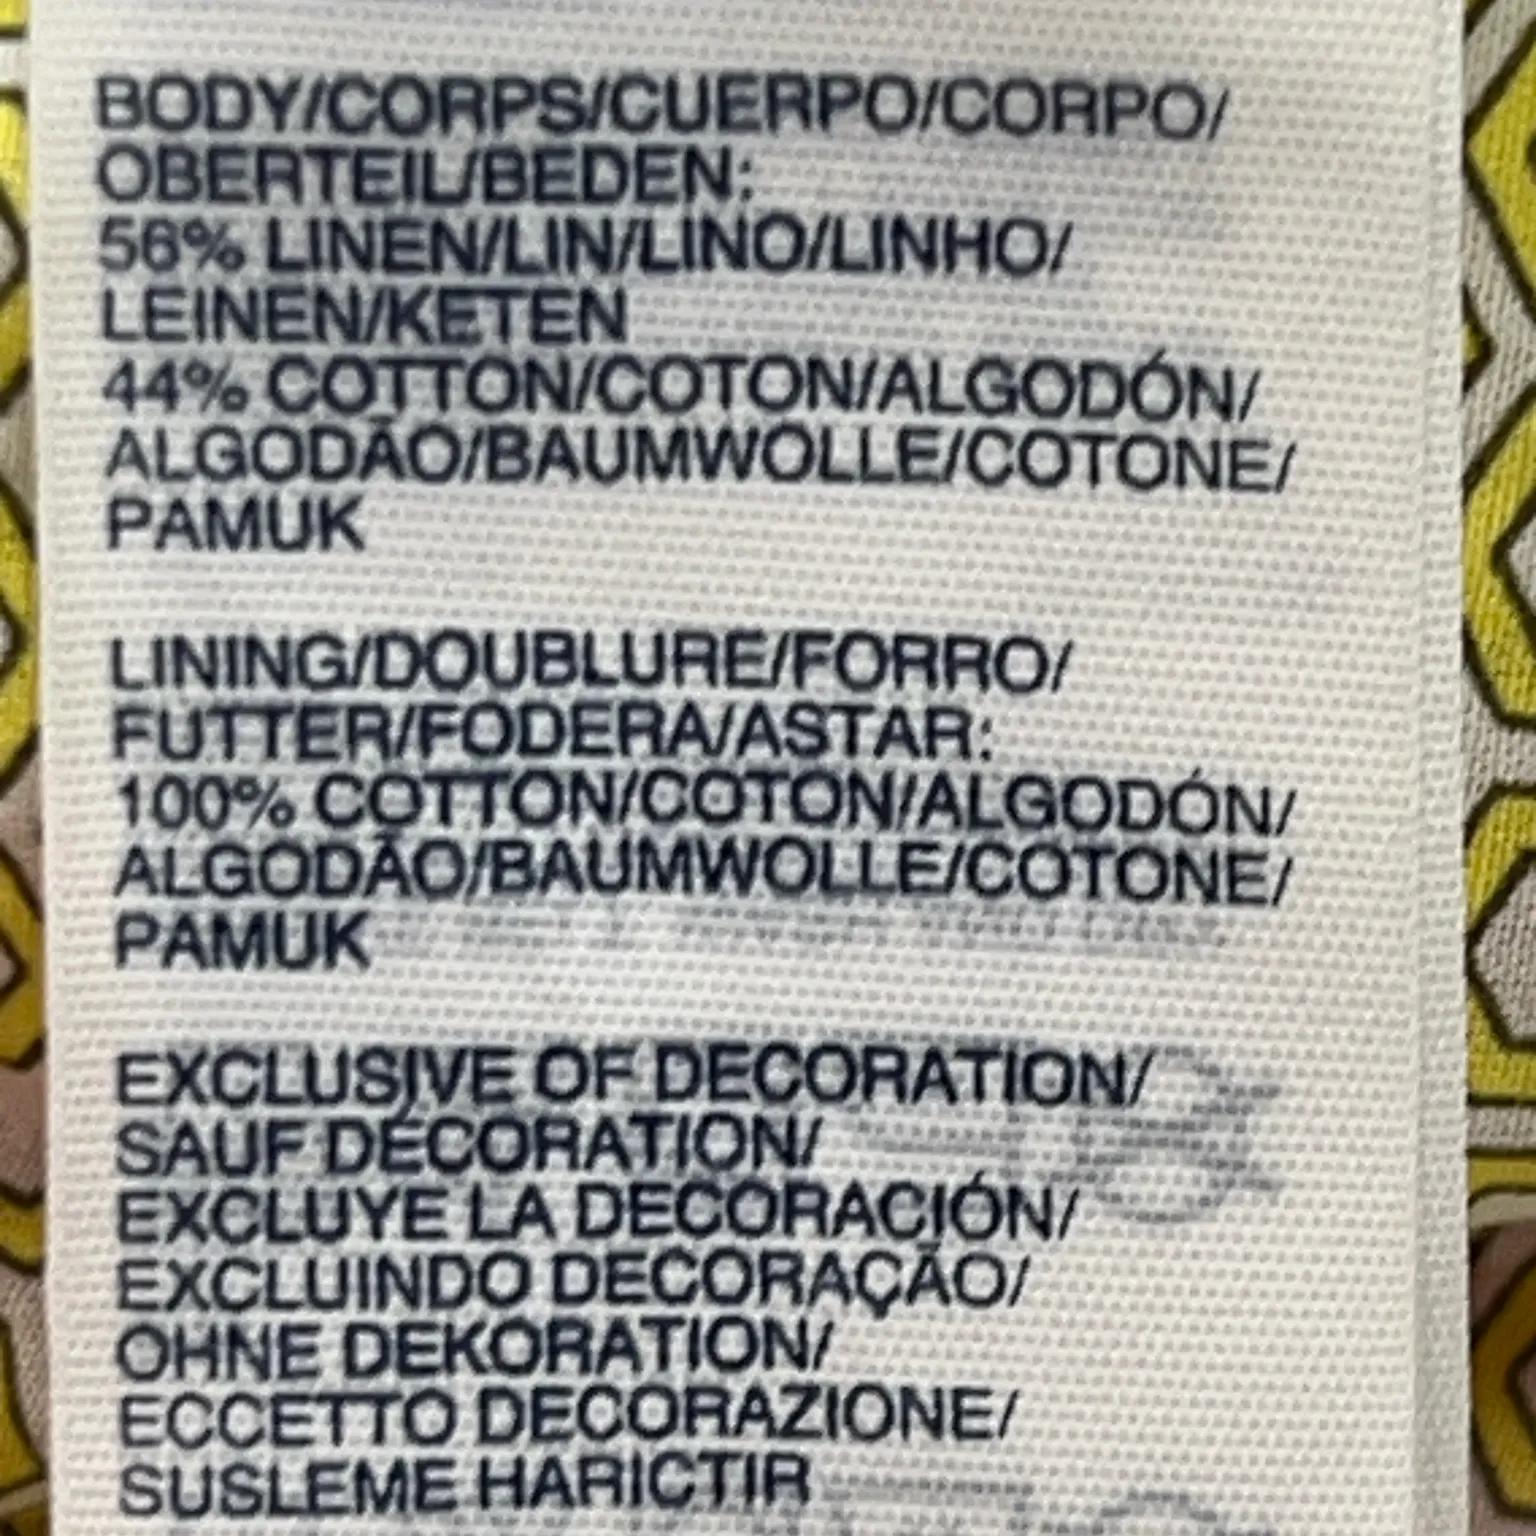 BODY/CORPS/CUERPO/CORPO/
OBERTEIL/BEDEN:
56% LINEN/LIN/LINO/LINHO/
LEINEN/KETEN
44% COTTON/COTON/ALGODÓN/
ALGODÃO/BAUMWOLLE/COTONE/
PAMUK
LINING/DOUBLURE/FORRO/
FUTTER/FODERA/ASTAR:
100% COTTON/COTON/ALGODÓN/
ALGODÃO/BAUMWOLLE/COTONE/
PAMUK
EXCLUSIVE OF DECORATION/
SAUF DÉCORATION/
EXCLUYE LA DECORACIÓN/
EXCLUINDO DECORAÇÃO/
OHNE DEKORATION/
ECCETTO DECORAZIONE/
SUSLEME HARICTIR